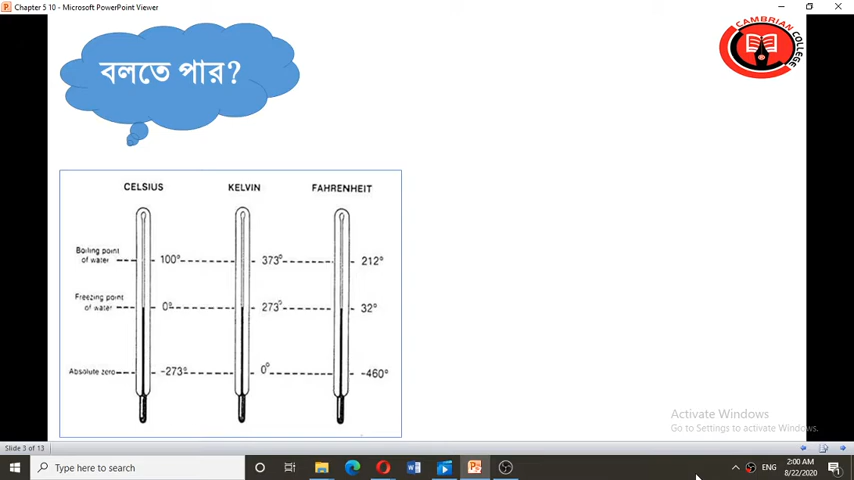 Chapter 5 10 - Microsoft PowerPoint Viewer
CAMBRIAN COLLEGE
বলতে পার?
CELSIUS KELVIN FAHRENHEIT
Boiling point of water 100° 373° 212°
Freezing point of water 0° 273° 32°
Absolute zero -273° 0° -460°
Activate Windows
Go to Settings to activate Windows.
Slide 3 of 13
Type here to search
ENG
2:00 AM
8/22/2020